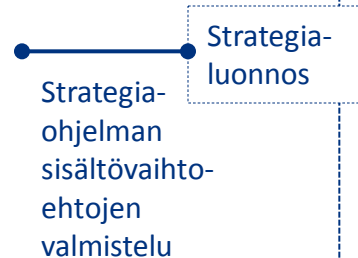 Strategia-
luonnos
Strategia-
ohjelman
sisältövaihto-
ehtojen
valmistelu